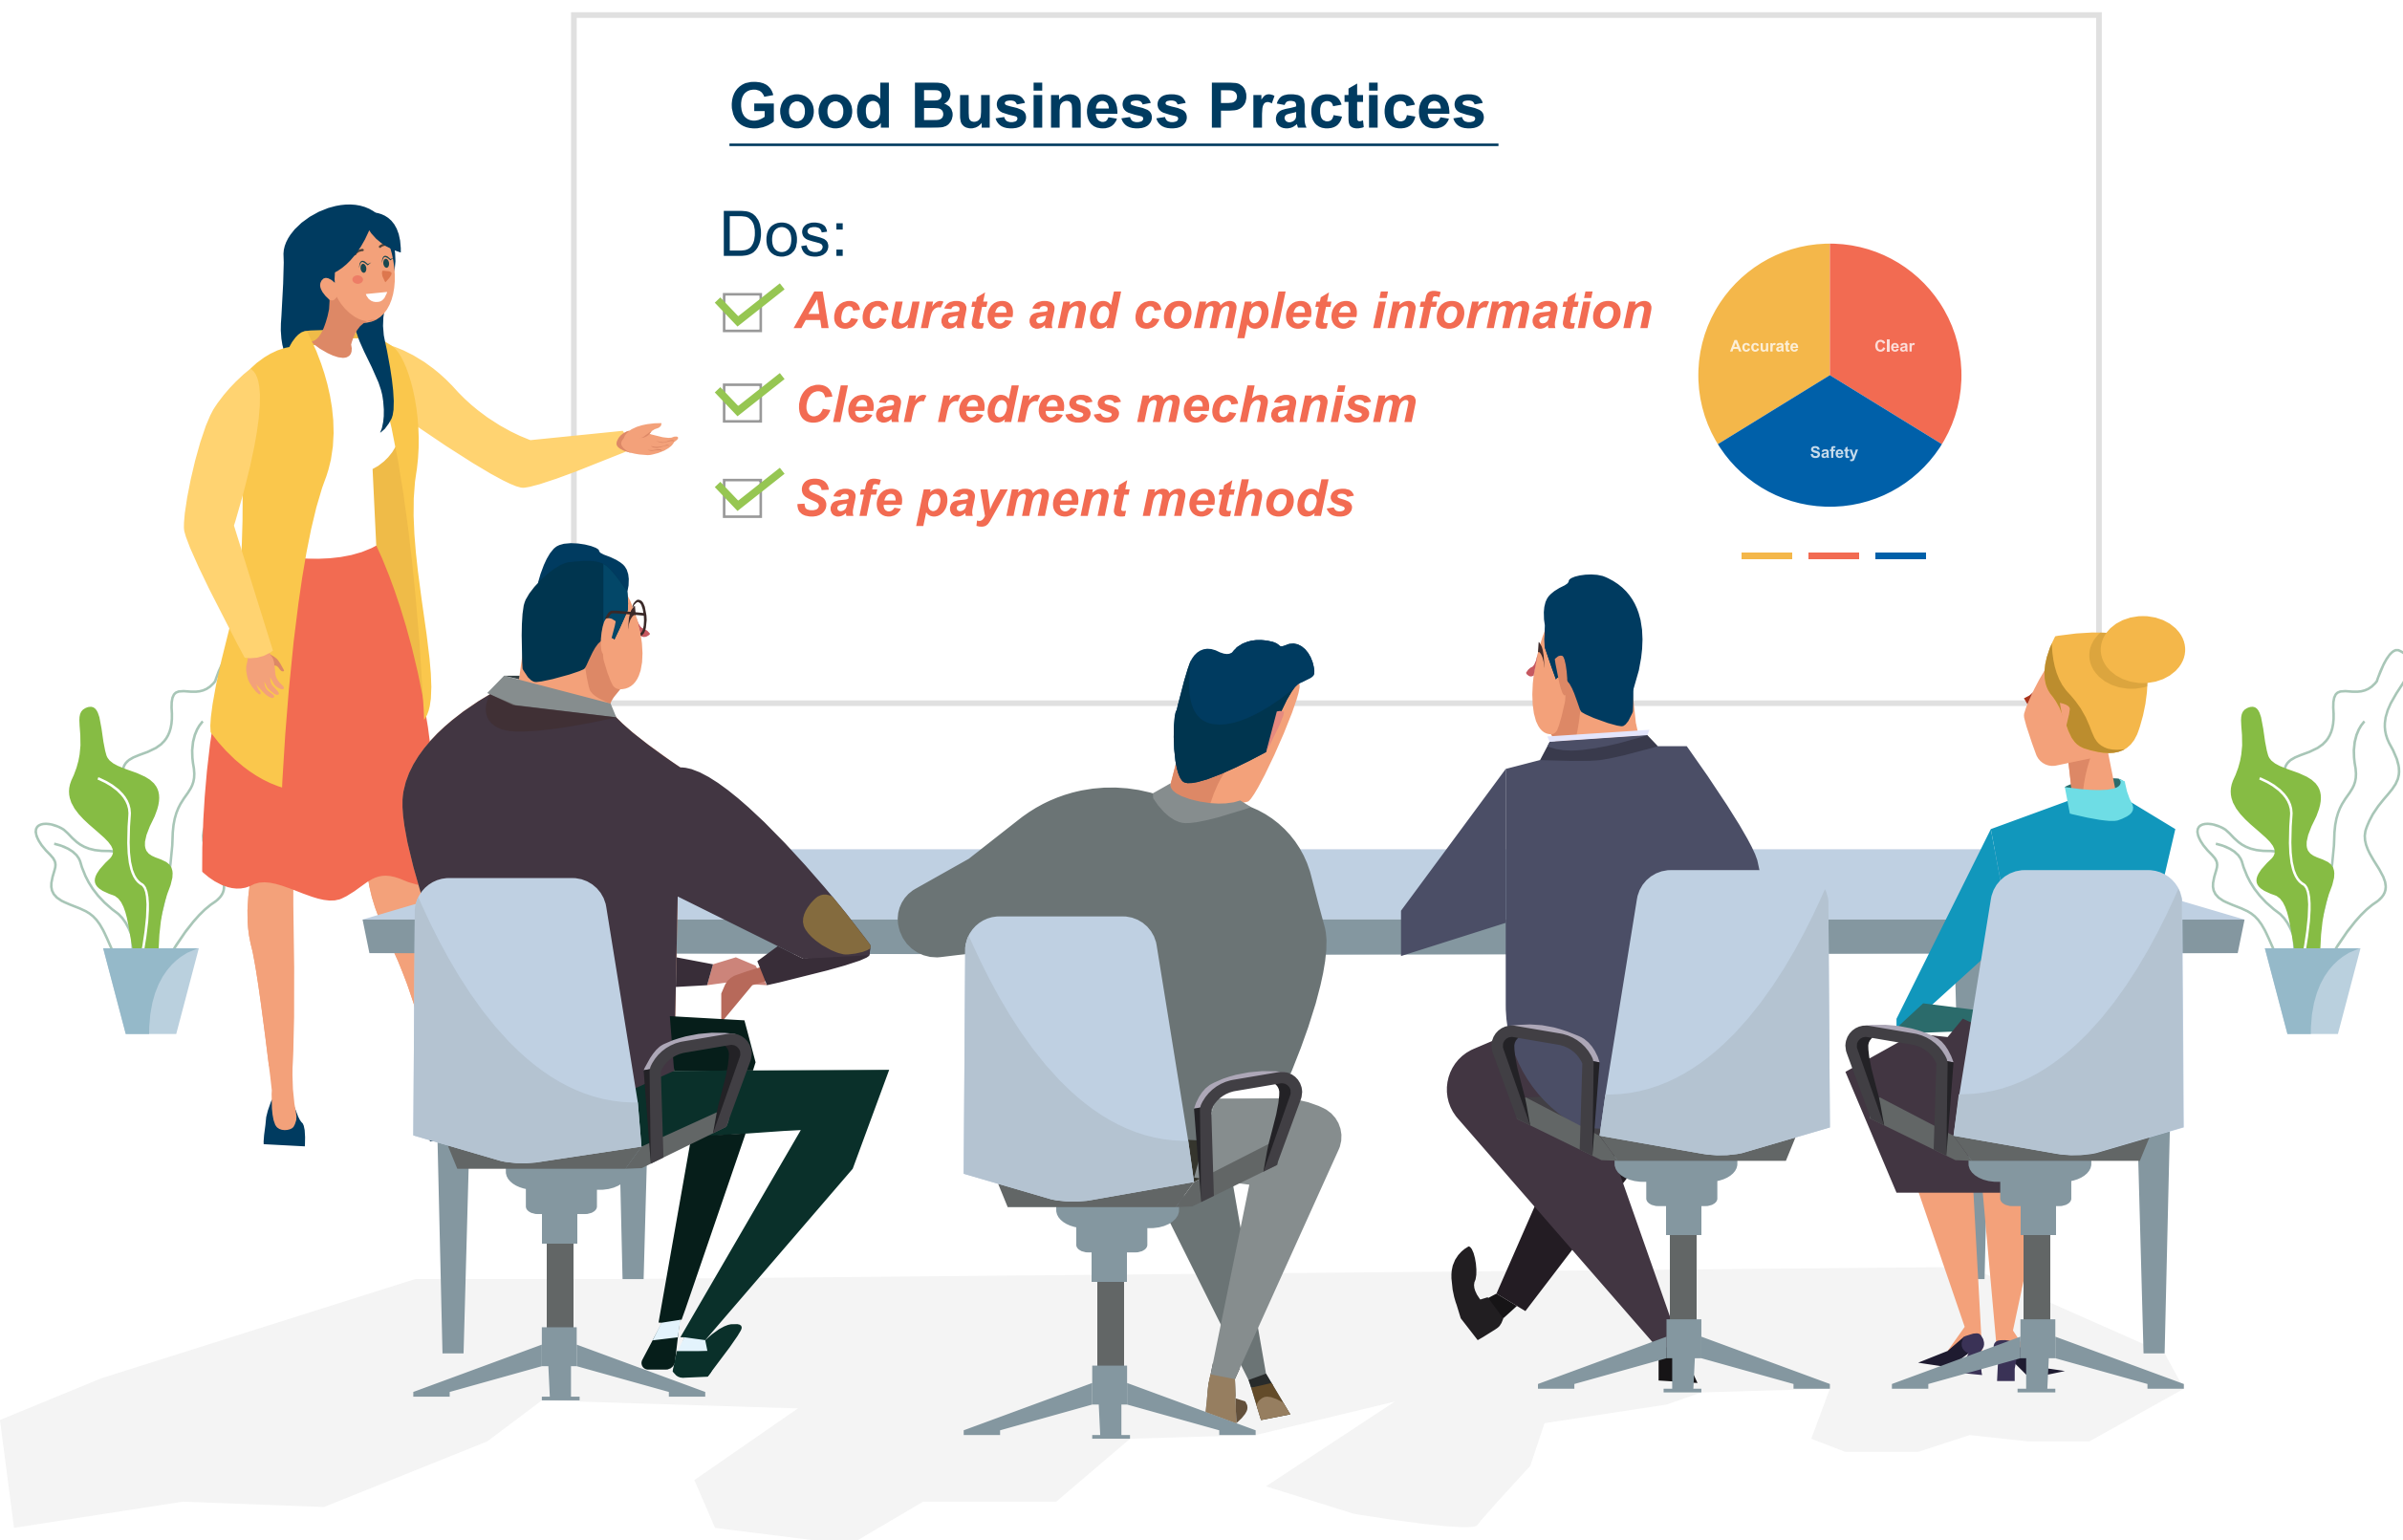 Good Business Practices
Dos:
Accurate and complete information
Clear redress mechanism
Safe payment methods
Accurate
Clear
Safety